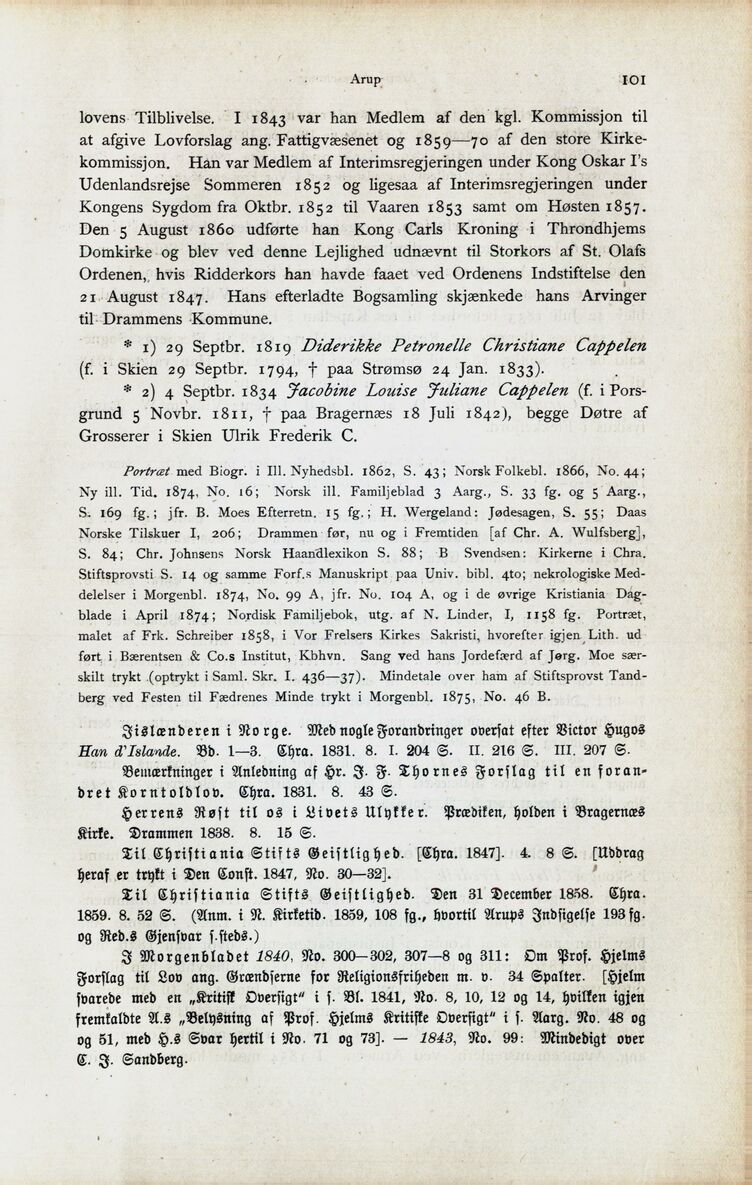 Arup 101
lovens Tilblivelse. I 1843 var han Medlem af den kgl. Kommissjon til
at afgive Lovforslag ang. Fattigvæsenet og 1859—70 af den store Kirke-
kommissjon. Han var Medlem af Interimsregjeringen under Kong Oskar I's
Udenlandsrejse Sommeren 1852 og ligesaa af Interimsregjeringen under
Kongens Sygdom fra Oktbr. 1852 til Vaaren 1853 samt om Høsten 1857.
Den 5 August 1860 udførte han Kong Carls Kroning i Throndhjems
Domkirke og blev ved denne Lejlighed udnævnt til Storkors af St. Olafs
Ordenen, hvis Ridderkors han havde faaet ved Ordenens Indstiftelse den
21 August 1847. Hans efterladte Bogsamling skjænkede hans Arvinger
til Drammens Kommune.
* 1) 29 Septbr. 1819 Diderikke Petronelle Christiane Cappelen
(f. i Skien 29 Septbr. 1794, † paa Strømsø 24 Jan. 1833).
* 2) 4 Septbr. 1834 Jacobine Louise Juliane Cappelen (f. i Pors-
grund 5 Novbr. 1811, † paa Bragernæs 18 Juli 1842), begge Døtre af
Grosserer i Skien Ulrik Frederik C.
Portræt med Biogr. i Ill. Nyhedsbl. 1862, S. 43; Norsk Folkebl. 1866, No. 44;
Ny ill. Tid. 1874, No. 16; Norsk ill. Familjeblad 3 Aarg., S. 33 fg. og 5 Aarg.,
S. 169 fg.; jfr. B. Moes Efterretn. 15 fg.; H. Wergeland: Jødesagen, S. 55; Daas
Norske Tilskuer I, 206; Drammen før, nu og i Fremtiden [af Chr. A. Wulfsberg],
S. 84; Chr. Johnsens Norsk Haandlexikon S. 88; B Svendsen: Kirkerne i Chra.
Stiftsprovsti S. 14 og samme Forf.s Manuskript paa Univ. bibl. 4to; nekrologiske Med-
delelser i Morgenbl. 1874, No. 99 A, jfr. No. 104 A, og i de øvrige Kristiania Dag-
blade i April 1874; Nordisk Familjebok, utg. af N. Linder, I, 1158 fg. Portræt,
malet af Frk. Schreiber 1858, i Vor Frelsers Kirkes Sakristi, hvorefter igjen Lith. ud
ført i Bærentsen & Co.s Institut, Kbhvn. Sang ved hans Jordefærd af Jørg. Moe sær-
skilt trykt (optrykt i Saml. Skr. I. 436—37). Mindetale over ham af Stiftsprovst Tand-
berg ved Festen til Fædrenes Minde trykt i Morgenbl. 1875, No. 46 B.
Jislænderen i Norge. Med nogle Forandringer oversat efter Victor Hugos
Han d'Islande. Bd. 1—3. Chra. 1831. 8. I. 204 S. II. 216 S. III. 207 S.
Bemærkninger i Anledning af Hr. J. F. Thornes Forslag til en foran-
dret Korntoldlov. Chra. 1831. 8. 43 S.
Herrens Røst til os i Livets Ulykker. Prædiken, holden i Bragernæs
Kirke. Drammen 1838. 8. 15 S.
Til Christiania Stifts Geistlighed. [Chra. 1847]. 4. 8 S. [Uddrag
heraf er trykt i Den Const. 1847, No. 30—32].
Til Christiania Stifts Geistlighed. Den 31 December 1858. Chra.
1859. 8. 52 S. (Anm. i N. Kirketid. 1859, 108 fg., hvortil Arups Indsigelse 193 fg.
og Red.s Gjensvar s. steds.)
I Morgenbladet 1840, No. 300—302, 307—8 og 311: Om Prof. Hjelms
Forslag til Lov ang. Grændserne for Religionsfriheden m. v. 34 Spalter. [Hjelm
svarede med en „Kritisk Oversigt" i s. Bl. 1841, No. 8, 10, 12 og 14, hvilken igjen
fremkaldte A.s „Belysning af Prof. Hjelms Kritiske Oversigt" i s. Aarg. No. 48 og
og 51, med H.s Svar hertil i No. 71 og 73]. — 1843, No. 99: Mindedigt over
C. J. Sandberg.